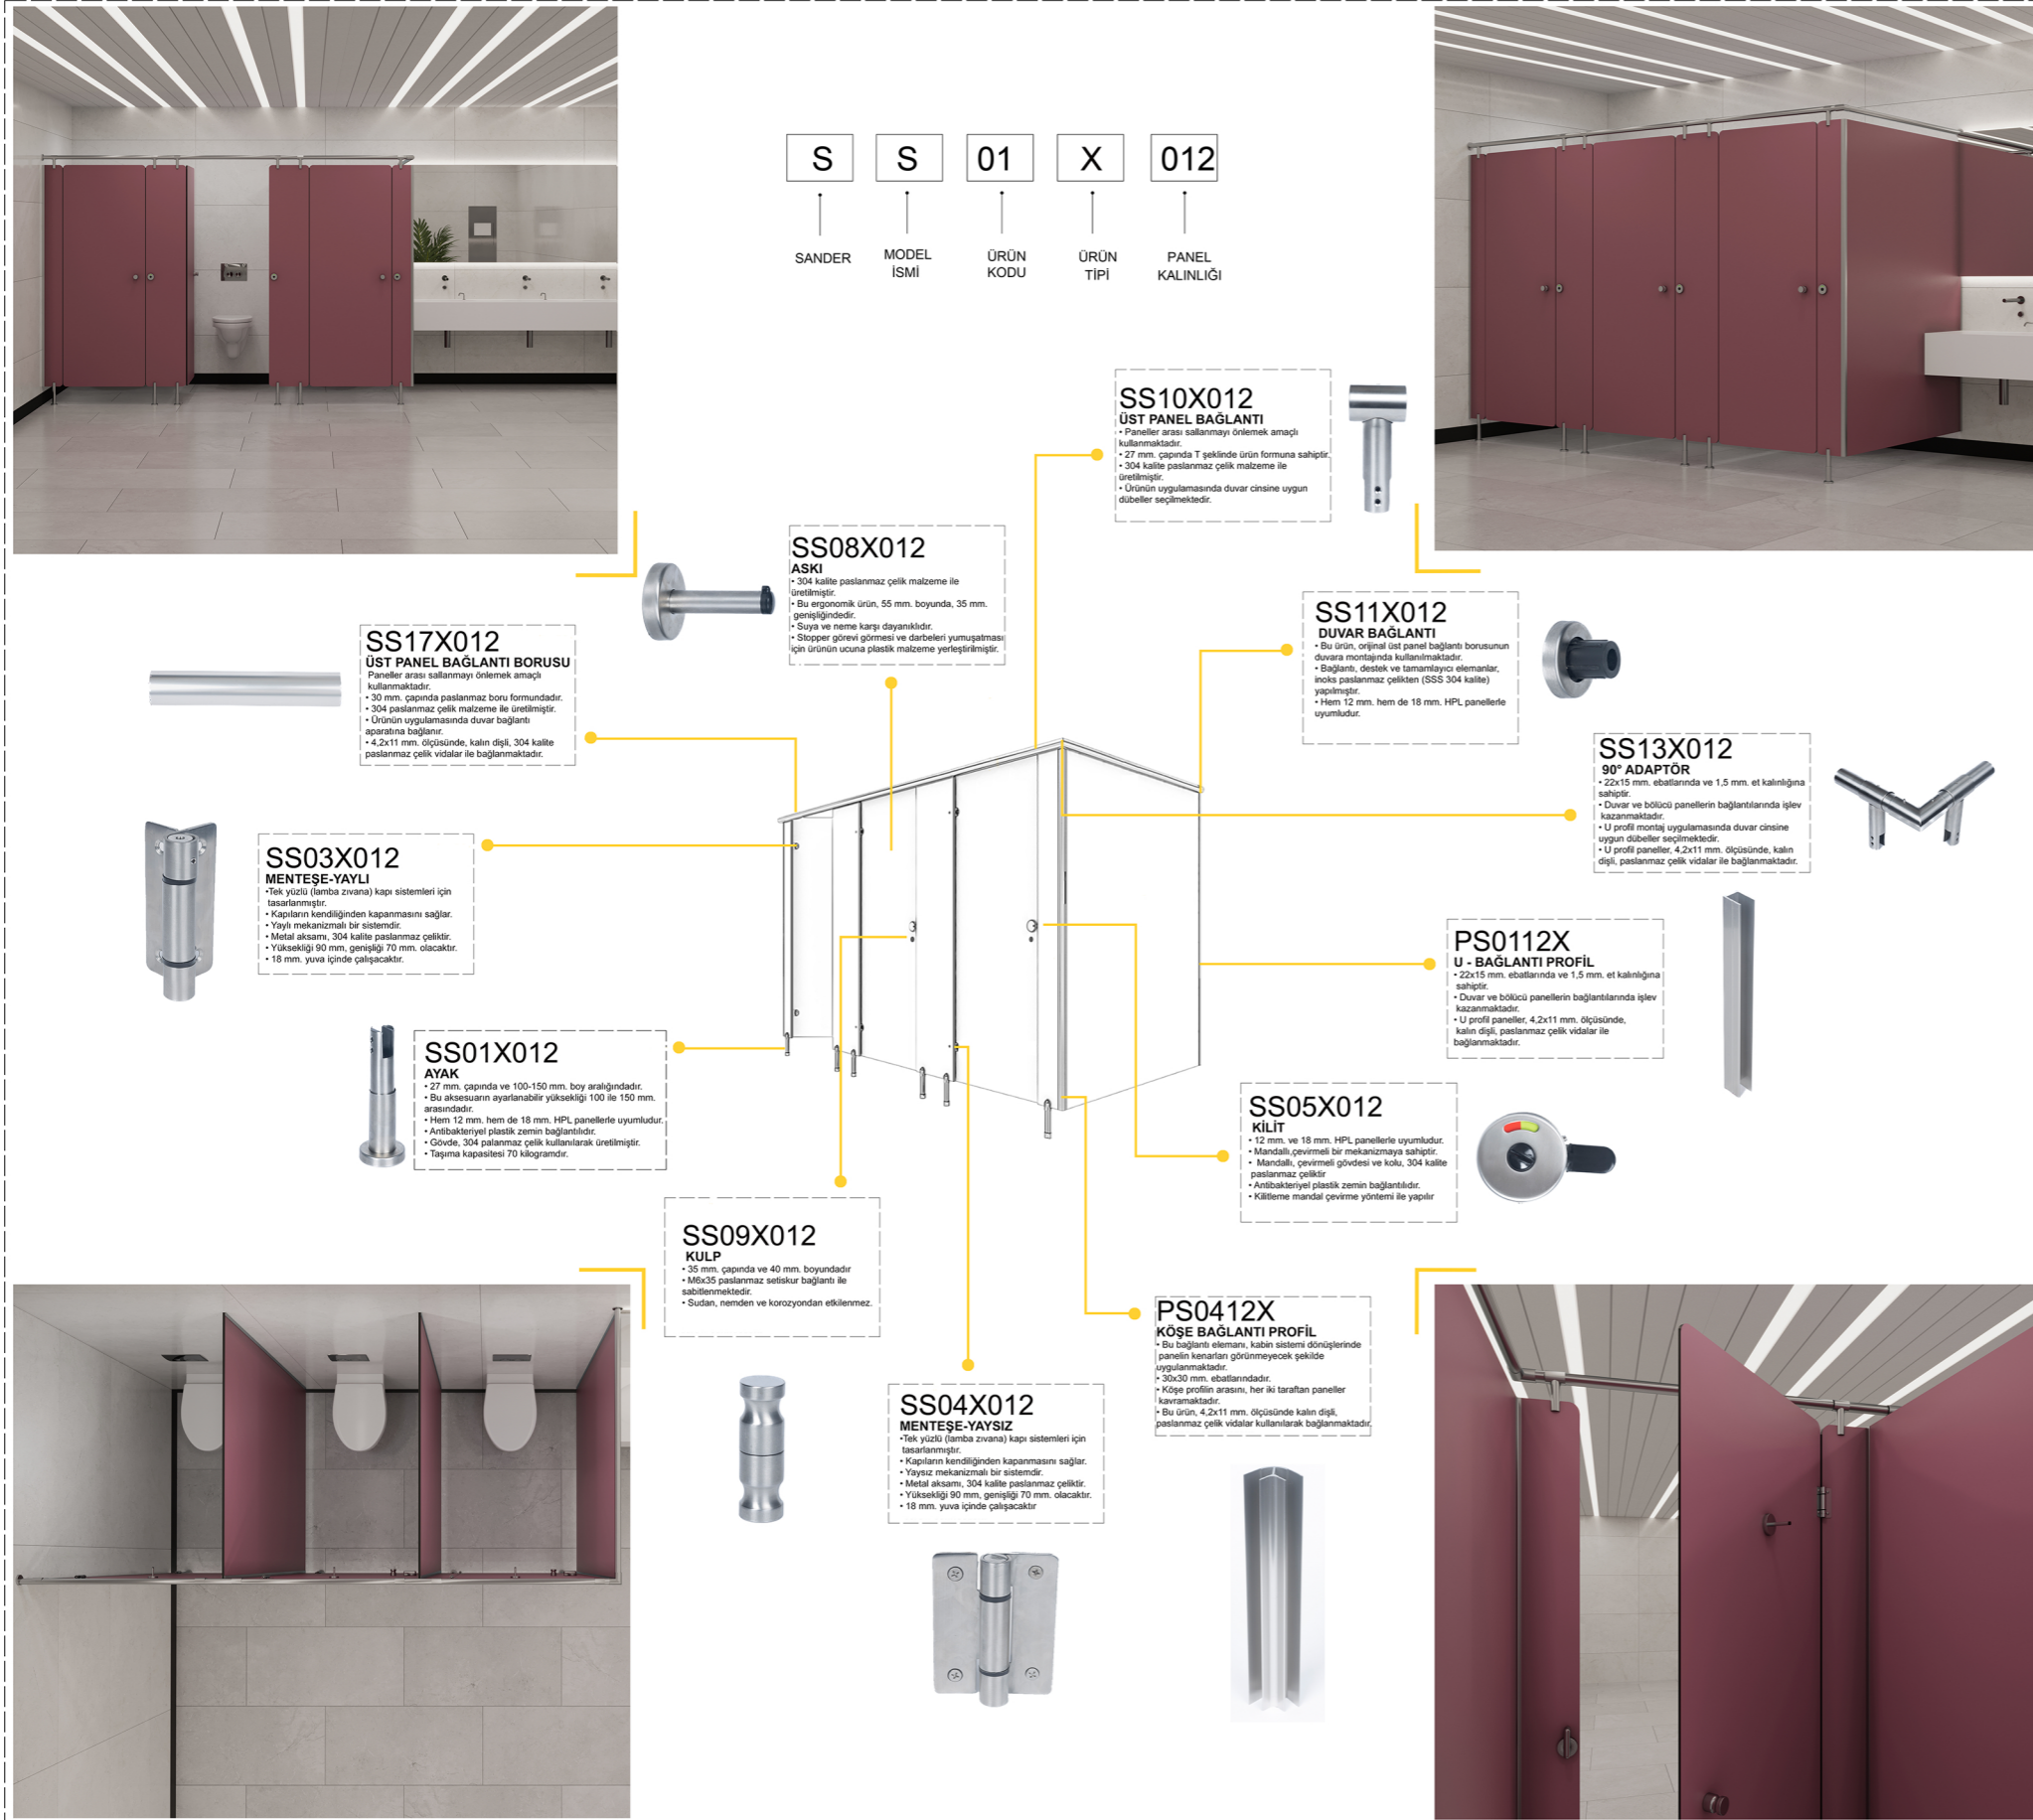 S S 01 X 012
SANDER
MODEL
İSMİ
ÜRÜN
KODU
ÜRÜN
TİPİ
PANEL
KALINLIĞI
SS10X012
ÜST PANEL BAĞLANTI
• Paneller arası sallanmayı önlemek amaçlı
kullanmaktadır.
• 27 mm. çapında T şeklinde ürün formuna sahiptir.
• 304 kalite paslanmaz çelik malzeme ile
üretilmiştir.
• Ürünün uygulamasında duvar cinsine uygun
dübeller seçilmektedir.
SS08X012
ASKI
• 304 kalite paslanmaz çelik malzeme ile
üretilmiştir.
• Bu ergonomik ürün, 55 mm. boyunda, 35 mm.
genişliğindedir.
• Suya ve neme karşı dayanıklıdır.
• Stopper görevi görmesi ve darbeleri yumuşatması
için ürünün ucuna plastik malzeme yerleştirilmiştir.
SS11X012
DUVAR BAĞLANTI
• Bu ürün, orijinal üst panel bağlantı borusunun
duvara montajında kullanılmaktadır.
• Bağlantı, destek ve tamamlayıcı elemanlar,
inoks paslanmaz çelikten (SSS 304 kalite)
yapılmıştır.
• Hem 12 mm. hem de 18 mm. HPL panellerle
uyumludur.
SS17X012
ÜST PANEL BAĞLANTI BORUSU
Paneller arası sallanmayı önlemek amaçlı
kullanmaktadır.
• 30 mm. çapında paslanmaz boru formundadır.
• 304 paslanmaz çelik malzeme ile üretilmiştir.
• Ürünün uygulamasında duvar bağlantı
aparatına bağlanır.
• 4,2x11 mm. ölçüsünde, kalın dişli, 304 kalite
paslanmaz çelik vidalar ile bağlanmaktadır.
SS13X012
90° ADAPTÖR
• 22x15 mm. ebatlarında ve 1,5 mm. et kalınlığına
sahiptir.
• Duvar ve bölücü panellerin bağlantılarında işlev
kazanmaktadır.
• U profil montaj uygulamasında duvar cinsine
uygun dübeller seçilmektedir.
• U profil paneller, 4,2x11 mm. ölçüsünde, kalın
dişli, paslanmaz çelik vidalar ile bağlanmaktadır.
SS03X012
MENTEŞE-YAYLI
•Tek yüzlü (lamba zıvana) kapı sistemleri için
tasarlanmıştır.
• Kapıların kendiliğinden kapanmasını sağlar.
• Yaylı mekanizmalı bir sistemdir.
• Metal aksamı, 304 kalite paslanmaz çeliktir.
• Yüksekliği 90 mm, genişliği 70 mm. olacaktır.
• 18 mm. yuva içinde çalışacaktır.
PS0112X
U - BAĞLANTI PROFİL
• 22x15 mm. ebatlarında ve 1,5 mm. et kalınlığına
sahiptir.
• Duvar ve bölücü panellerin bağlantılarında işlev
kazanmaktadır.
• U profil paneller, 4,2x11 mm. ölçüsünde,
kalın dişli, paslanmaz çelik vidalar ile
bağlanmaktadır.
SS01X012
AYAK
• 27 mm. çapında ve 100-150 mm. boy aralığındadır.
• Bu aksesuarın ayarlanabilir yüksekliği 100 ile 150 mm.
arasındadır.
• Hem 12 mm. hem de 18 mm. HPL panellerle uyumludur.
• Antibakteriyel plastik zemin bağlantılıdır.
• Gövde, 304 palanmaz çelik kullanılarak üretilmiştir.
• Taşıma kapasitesi 70 kilogramdır.
SS05X012
KİLİT
• 12 mm. ve 18 mm. HPL panellerle uyumludur.
• Mandallı,çevirmeli bir mekanizmaya sahiptir.
• Mandallı, çevirmeli gövdesi ve kolu, 304 kalite
paslanmaz çeliktir
• Antibakteriyel plastik zemin bağlantılıdır.
• Kilitleme mandal çevirme yöntemi ile yapılır
SS09X012
KULP
• 35 mm. çapında ve 40 mm. boyundadır
• M6x35 paslanmaz setiskur bağlantı ile
sabitlenmektedir.
• Sudan, nemden ve korozyondan etkilenmez.
PS0412X
KÖŞE BAĞLANTI PROFİL
• Bu bağlantı elemanı, kabin sistemi dönüşlerinde
panelin kenarları görünmeyecek şekilde
uygulanmaktadır.
• 30x30 mm. ebatlarındadır.
• Köşe profilin arasını, her iki taraftan paneller
kavramaktadır.
• Bu ürün, 4,2x11 mm. ölçüsünde kalın dişli,
paslanmaz çelik vidalar kullanılarak bağlanmaktadır.
SS04X012
MENTEŞE-YAYSIZ
•Tek yüzlü (lamba zıvana) kapı sistemleri için
tasarlanmıştır.
• Kapıların kendiliğinden kapanmasını sağlar.
• Yaysız mekanizmalı bir sistemdir.
• Metal aksamı, 304 kalite paslanmaz çeliktir.
• Yüksekliği 90 mm, genişliği 70 mm. olacaktır.
• 18 mm. yuva içinde çalışacaktır